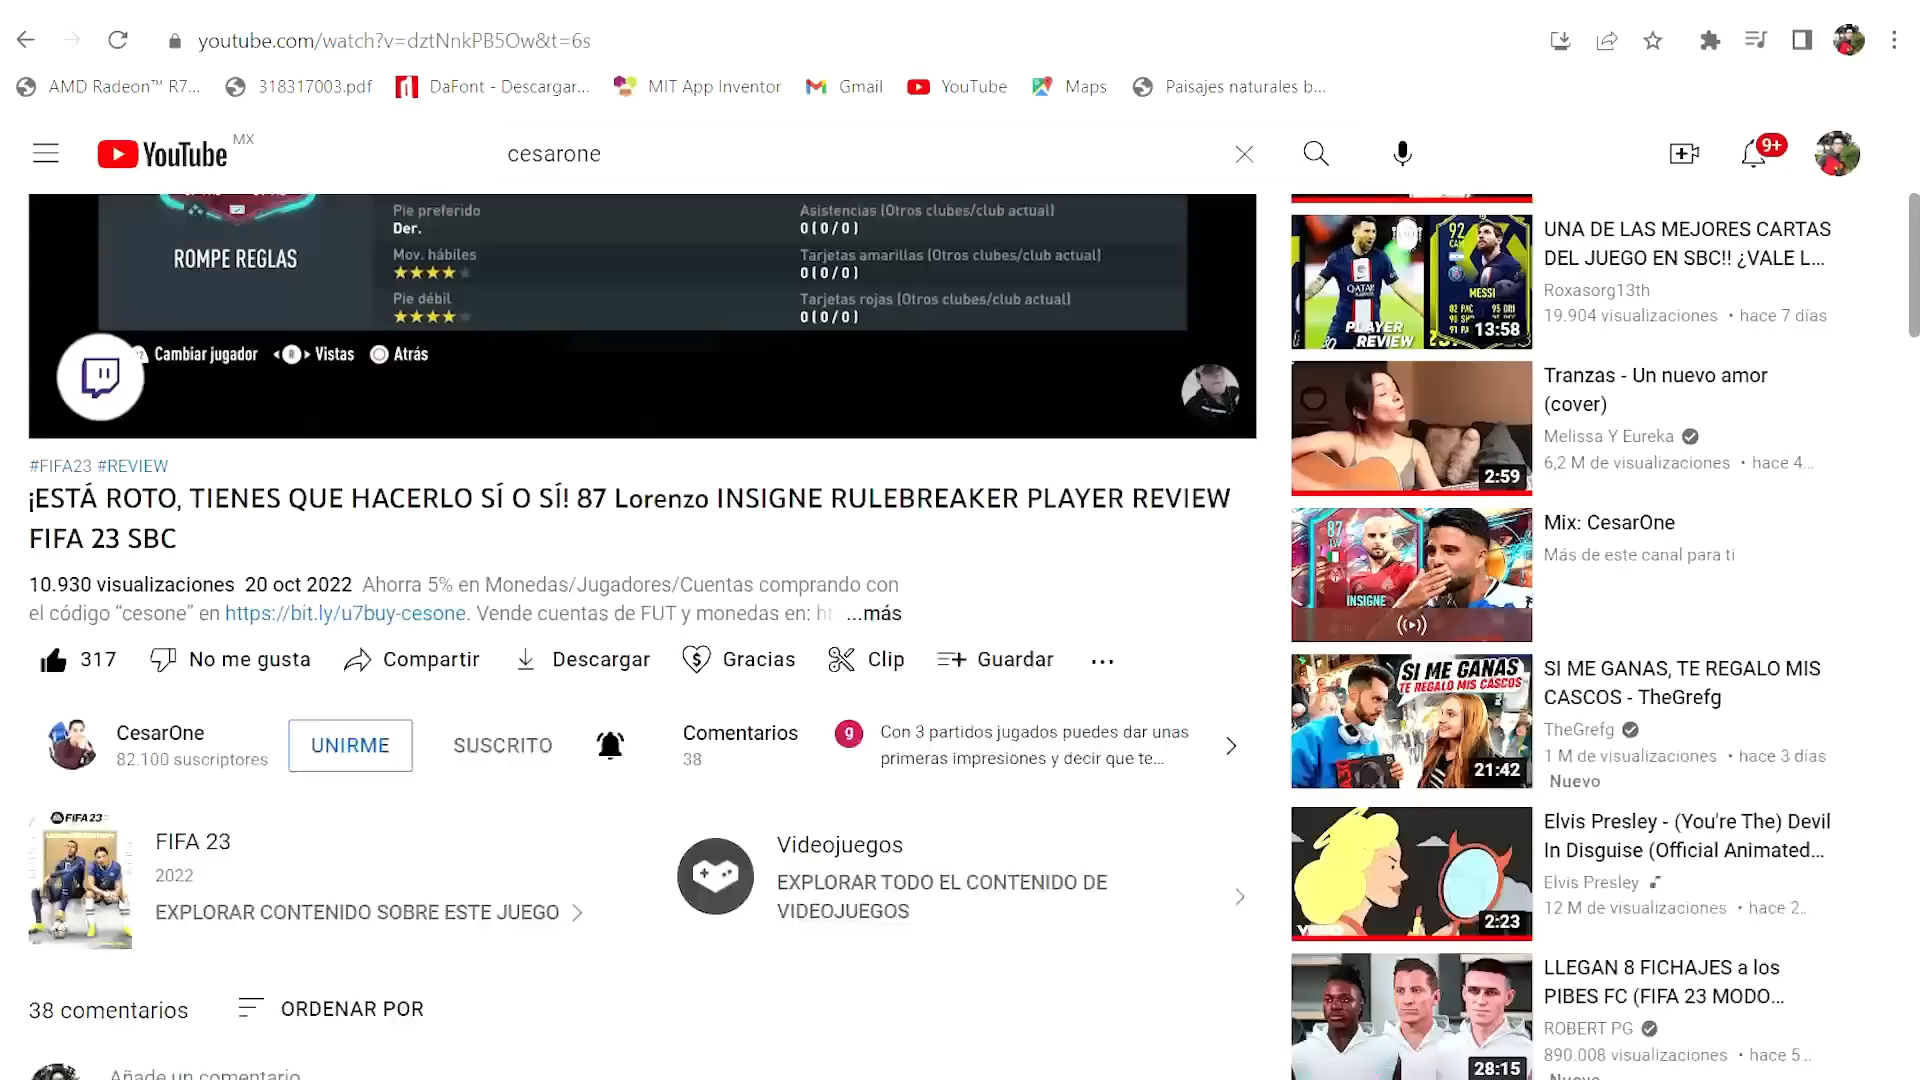 youtube.com/watch?v=dztNnkPB5Ow&t=6s
AMD Radeon™ R7... 318317003.pdf DaFont - Descargar... MIT App Inventor Gmail YouTube Maps Paisajes naturales b...
YouTube MX
cesarone
9+
ROMPE REGLAS
Pie preferido
Der.
Mov. hábiles
Pie débil
Asistencias (Otros clubes/club actual)
0 ( 0 / 0 )
Tarjetas amarillas (Otros clubes/club actual)
0 ( 0 / 0 )
Tarjetas rojas (Otros clubes/club actual)
0 ( 0 / 0 )
Cambiar jugador R Vistas Atrás
#FIFA23 #REVIEW
¡ESTÁ ROTO, TIENES QUE HACERLO SÍ O SÍ! 87 Lorenzo INSIGNE RULEBREAKER PLAYER REVIEW
FIFA 23 SBC
10.930 visualizaciones 20 oct 2022 Ahorra 5% en Monedas/Jugadores/Cuentas comprando con
el código “cesone” en https://bit.ly/u7buy-cesone. Vende cuentas de FUT y monedas en: ht ...más
317 No me gusta Compartir Descargar Gracias Clip Guardar ...
CesarOne
82.100 suscriptores
UNIRME
SUSCRITO
Comentarios
38
g
Con 3 partidos jugados puedes dar unas
primeras impresiones y decir que te...
FIFA 23
FIFA 23
2022
EXPLORAR CONTENIDO SOBRE ESTE JUEGO
Videojuegos
EXPLORAR TODO EL CONTENIDO DE
VIDEOJUEGOS
38 comentarios
ORDENAR POR
Añade un comentario
QATAR
PLAYER
REVIEW
92
CAM
MESSI
82 PAC 95 DRI
13:58
UNA DE LAS MEJORES CARTAS
DEL JUEGO EN SBC!! ¿VALE L...
Roxasorg13th
19.904 visualizaciones • hace 7 días
2:59
Tranzas - Un nuevo amor
(cover)
Melissa Y Eureka
6,2 M de visualizaciones • hace 4...
87
INSIGNE
Mix: CesarOne
Más de este canal para ti
SI ME GANAS
TE REGALO MIS CASCOS
21:42
SI ME GANAS, TE REGALO MIS
CASCOS - TheGrefg
TheGrefg
1 M de visualizaciones • hace 3 días
Nuevo
2:23
Elvis Presley - (You're The) Devil
In Disguise (Official Animated...
Elvis Presley
12 M de visualizaciones • hace 2...
28:15
LLEGAN 8 FICHAJES a los
PIBES FC (FIFA 23 MODO...
ROBERT PG
890.008 visualizaciones • hace 5...
Nuevo